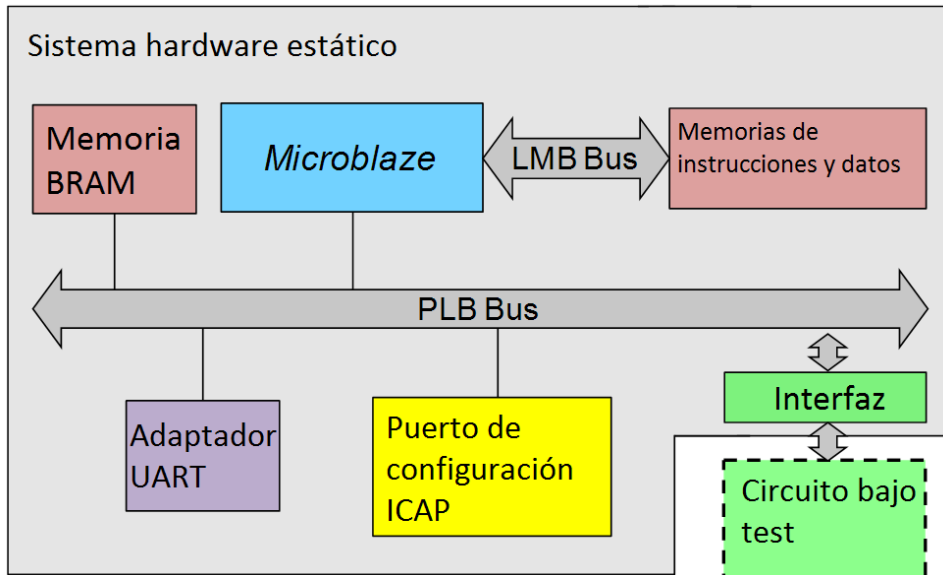 Sistema hardware estático
Memoria
BRAM
Microblaze
LMB Bus
Memorias de
instrucciones y datos
PLB Bus
Adaptador
UART
Puerto de
configuración
ICAP
Interfaz
Circuito bajo
test